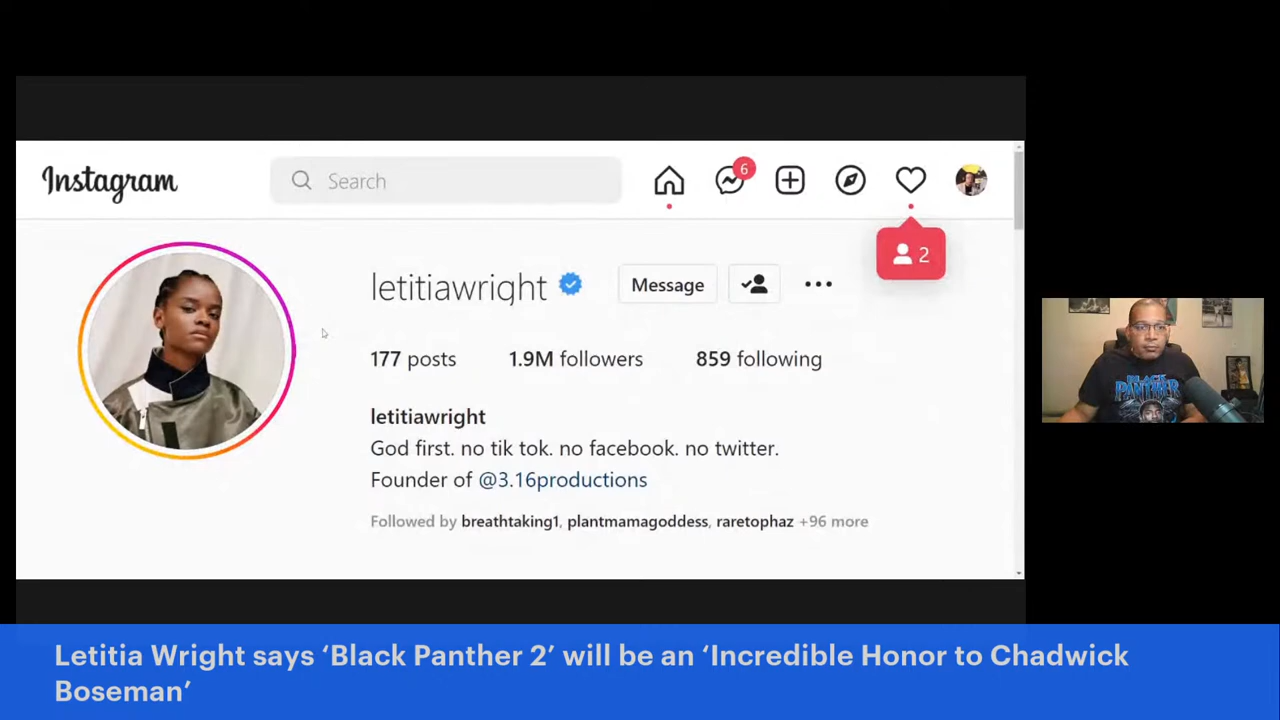 Instagram
Search
6
2
letitiawright
Message
177 posts 1.9M followers 859 following
letitiawright
God first. no tik tok. no facebook. no twitter.
Founder of @3.16productions
Followed by breathtaking1, plantmamagoddess, raretophaz +96 more
BLACK
PANTHER
Letitia Wright says ‘Black Panther 2’ will be an ‘Incredible Honor to Chadwick
Boseman’